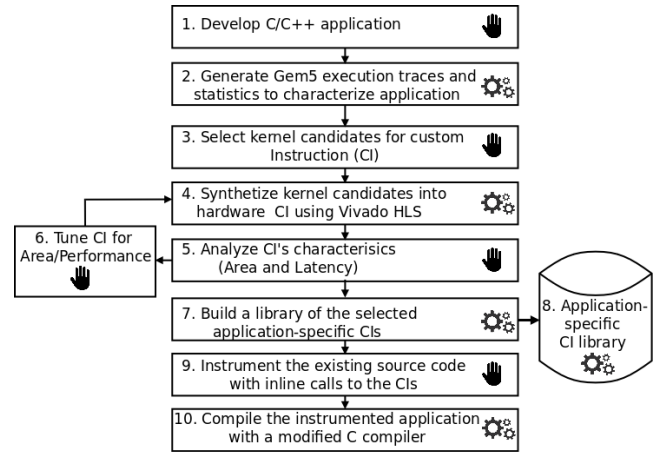 1. Develop C/C++ application
2. Generate Gem5 execution traces and
statistics to characterize application
3. Select kernel candidates for custom
Instruction (CI)
4. Synthetize kernel candidates into
hardware CI using Vivado HLS
6. Tune CI for
Area/Performance
5. Analyze CI's characterisics
(Area and Latency)
7. Build a library of the selected
application-specific CIs
8. Application-
specific
CI library
9. Instrument the existing source code
with inline calls to the CIs
10. Compile the instrumented application
with a modified C compiler